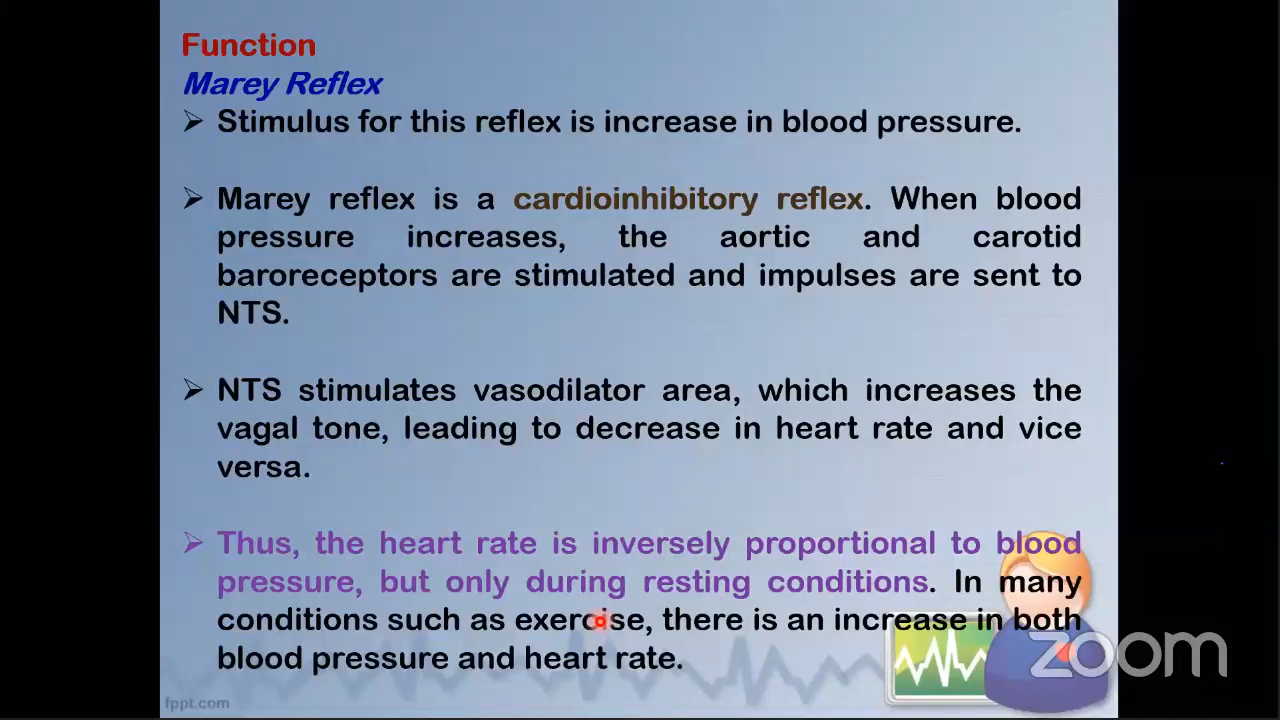 Function
Marey Reflex
➢ Stimulus for this reflex is increase in blood pressure.
➢ Marey reflex is a cardioinhibitory reflex. When blood
pressure increases, the aortic and carotid
baroreceptors are stimulated and impulses are sent to
NTS.
➢ NTS stimulates vasodilator area, which increases the
vagal tone, leading to decrease in heart rate and vice
versa.
➢ Thus, the heart rate is inversely proportional to blood
pressure, but only during resting conditions. In many
conditions such as exercise, there is an increase in both
blood pressure and heart rate.
zoom
fppt.com